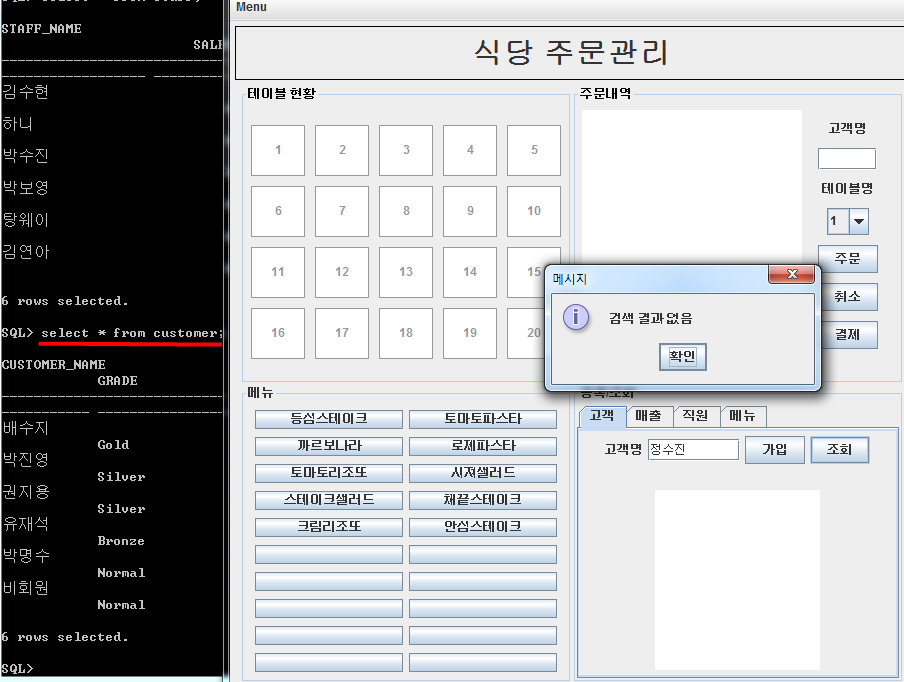 STAFF_NAME
SALE
김수현
하니
박수진
박보영
탕웨이
김연아
6 rows selected.
SQL> select * from customer;
CUSTOMER_NAME
GRADE
배수지
Gold
박진영
Silver
권지용
Silver
유재석
Bronze
박명수
Normal
비회원
Normal
6 rows selected.
SQL>
Menu
식당 주문관리
테이블 현황
1 2 3 4 5
6 7 8 9 10
11 12 13 14 15
16 17 18 19 20
주문내역
고객명
테이블명
1
주문
취소
결제
메시지
검색 결과 없음
확인
메뉴
등심스테이크 토마토파스타
까르보나라 로제파스타
토마토리조또 시져샐러드
스테이크샐러드 채끝스테이크
크림리조또 안심스테이크
등록/조회
고객 매출 직원 메뉴
고객명 정수진 가입 조회